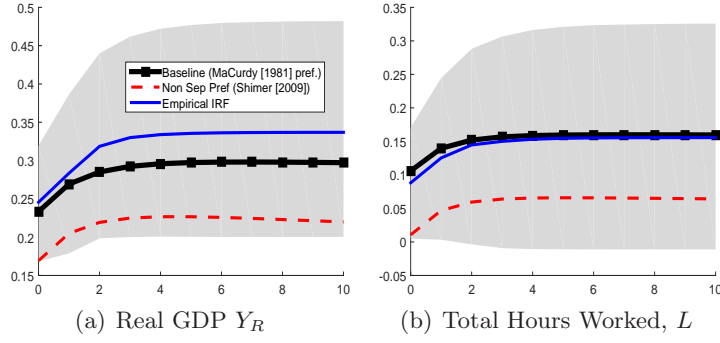 0.5
0.45
0.4
0.35
0.3
0.25
0.2
0.15
0 2 4 6 8 10
Baseline (MaCurdy [1981] pref.)
Non Sep Pref (Shimer [2009])
Empirical IRF
(a) Real GDP Y_R
0.35
0.3
0.25
0.2
0.15
0.1
0.05
0
-0.05
0 2 4 6 8 10
(b) Total Hours Worked, L